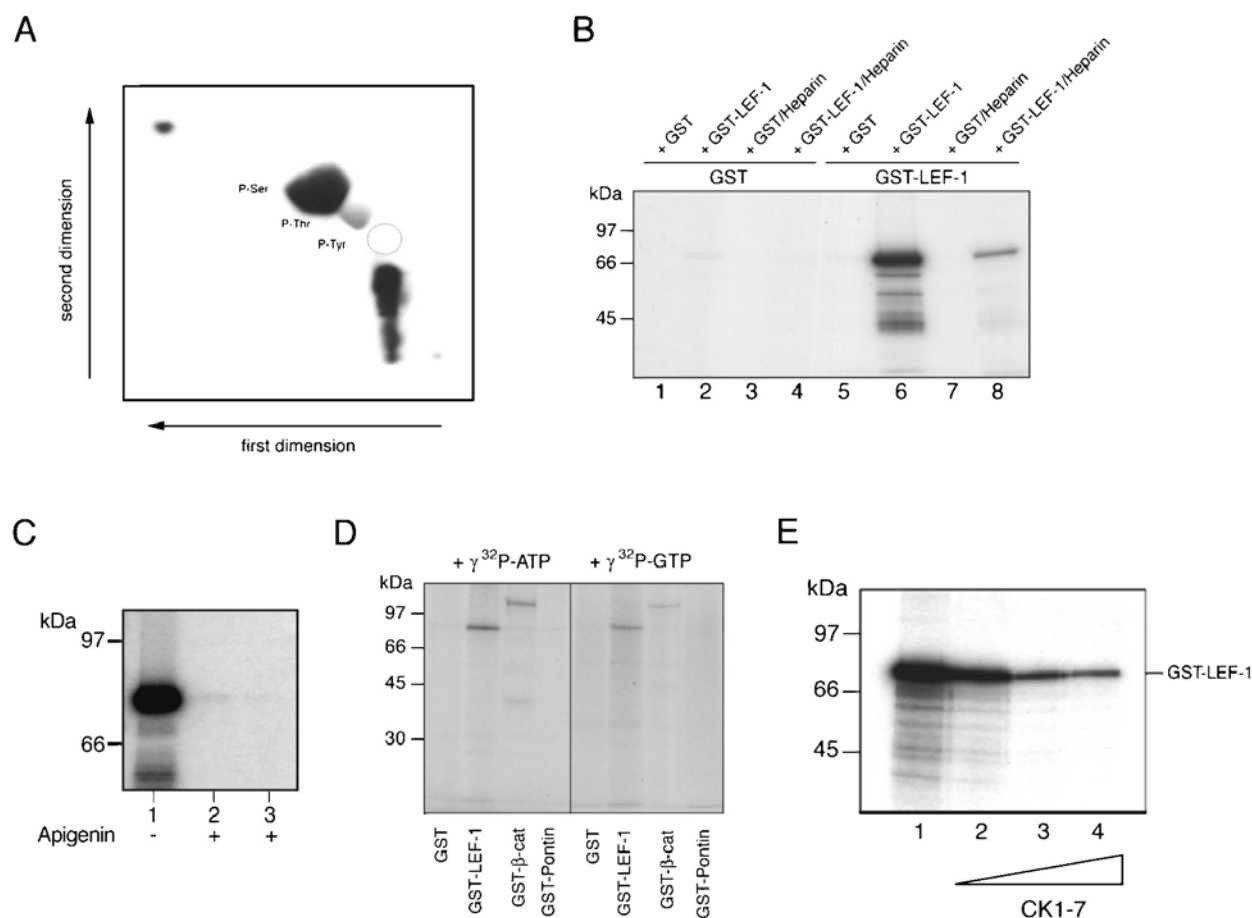 A
second dimension
P-Ser
P-Thr
P-Tyr
first dimension
B
+ GST
+ GST-LEF-1
+ GST/Heparin
+ GST-LEF-1/Heparin
+ GST
+ GST-LEF-1
+ GST/Heparin
+ GST-LEF-1/Heparin
GST GST-LEF-1
kDa
97
66
45
1 2 3 4 5 6 7 8
C
kDa
97
66
1 2 3
Apigenin - + +
D
+ γ³²P-ATP + γ³²P-GTP
kDa
97
66
45
30
GST
GST-LEF-1
GST-β-cat
GST-Pontin
GST
GST-LEF-1
GST-β-cat
GST-Pontin
E
kDa
97
66
45
GST-LEF-1
1 2 3 4
CK1-7